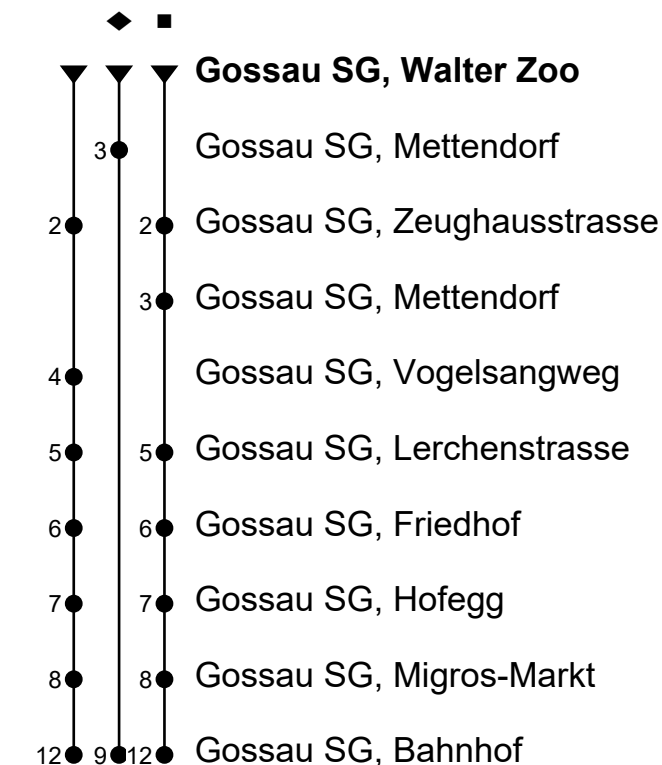 Gossau SG, Walter Zoo
3 Gossau SG, Mettendorf
2 2 Gossau SG, Zeughausstrasse
3 Gossau SG, Mettendorf
4 Gossau SG, Vogelsangweg
5 5 Gossau SG, Lerchenstrasse
6 6 Gossau SG, Friedhof
7 7 Gossau SG, Hofegg
8 8 Gossau SG, Migros-Markt
12 9 12 Gossau SG, Bahnhof